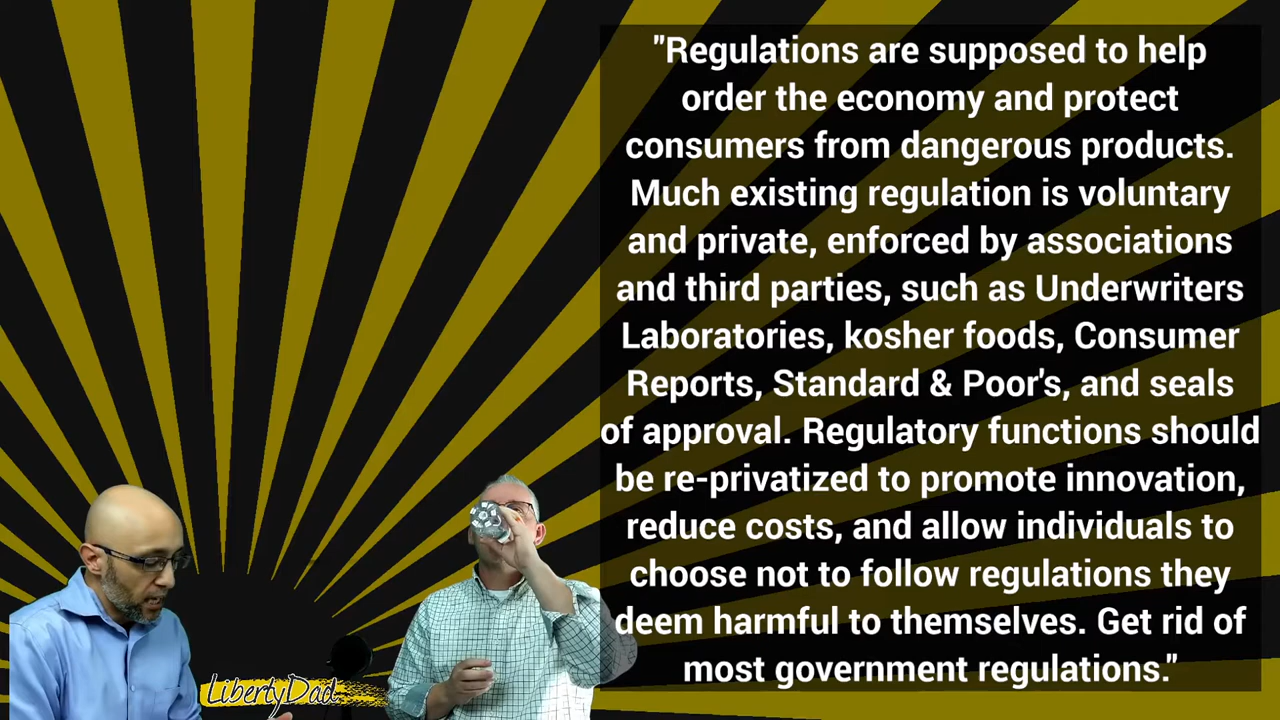 "Regulations are supposed to help
order the economy and protect
consumers from dangerous products.
Much existing regulation is voluntary
and private, enforced by associations
and third parties, such as Underwriters
Laboratories, kosher foods, Consumer
Reports, Standard & Poor's, and seals
of approval. Regulatory functions should
be re-privatized to promote innovation,
reduce costs, and allow individuals to
choose not to follow regulations they
deem harmful to themselves. Get rid of
most government regulations."
LibertyDad